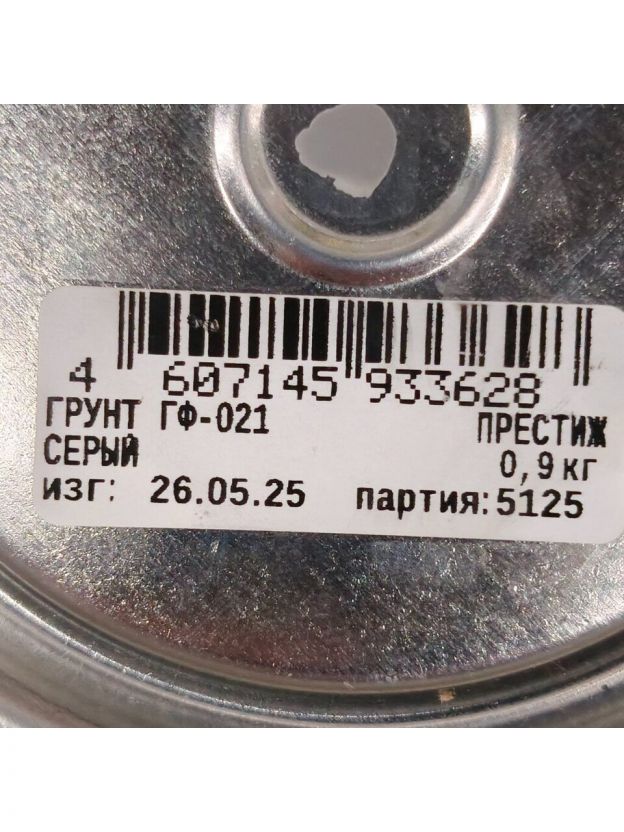 4 607145 933628
ГРУНТ ГФ-021 ПРЕСТИЖ
СЕРЫЙ 0,9 кг
изг: 26.05.25 партия: 5125